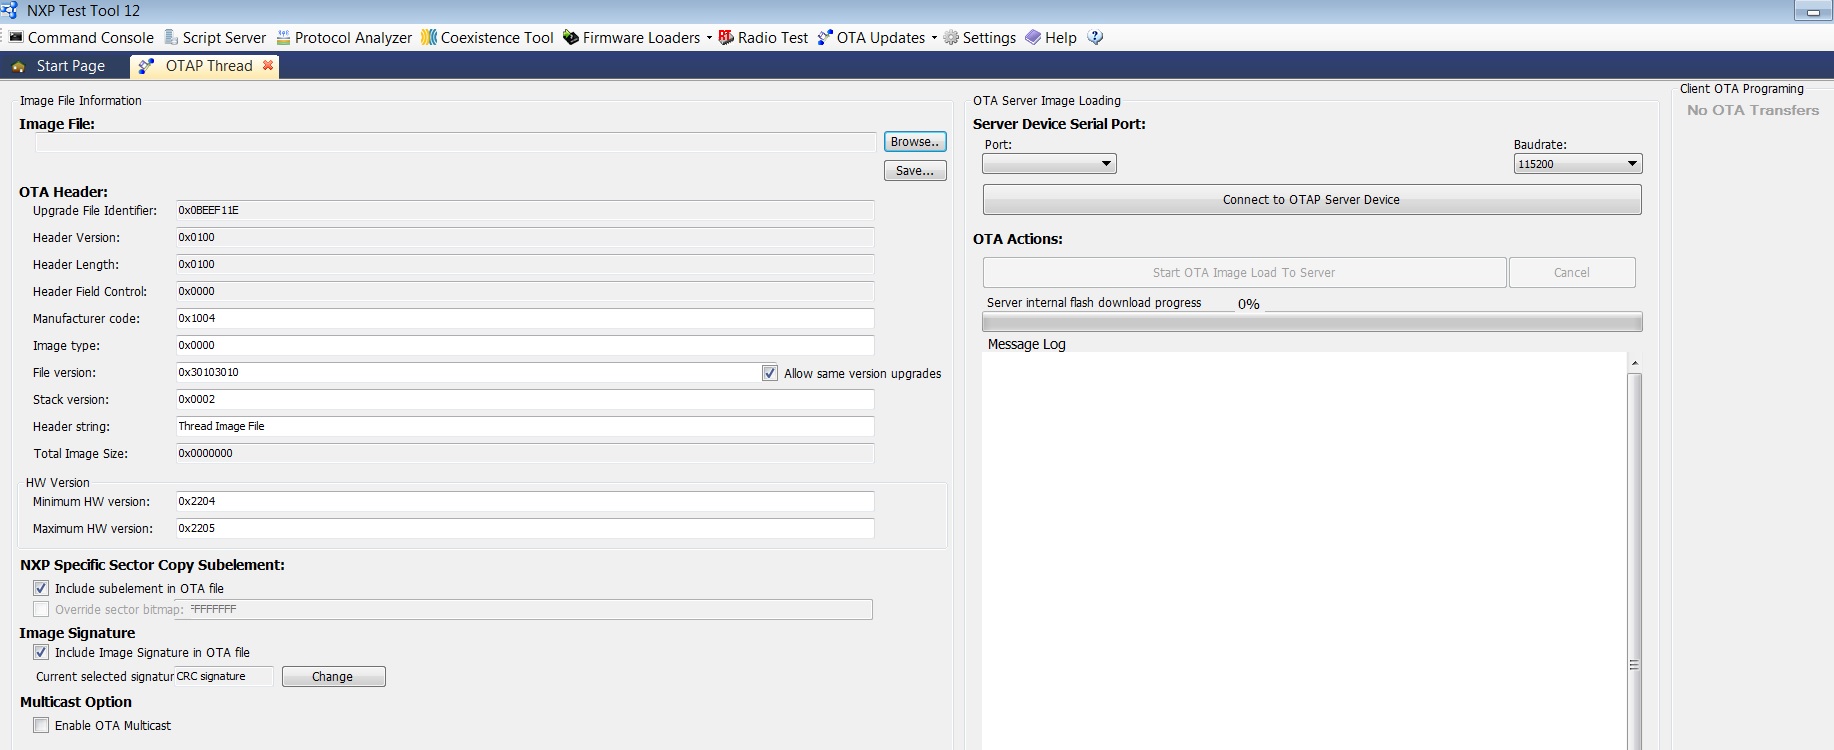 NXP Test Tool 12
Command Console Script Server Protocol Analyzer Coexistence Tool Firmware Loaders Radio Test OTA Updates Settings Help
Start Page OTAP Thread
Image File Information
Image File:
Browse..
Save...
OTA Header:
Upgrade File Identifier: 0x0BEEF11E
Header Version: 0x0100
Header Length: 0x0100
Header Field Control: 0x0000
Manufacturer code: 0x1004
Image type: 0x0000
File version: 0x30103010 Allow same version upgrades
Stack version: 0x0002
Header string: Thread Image File
Total Image Size: 0x0000000
HW Version
Minimum HW version: 0x2204
Maximum HW version: 0x2205
NXP Specific Sector Copy Subelement:
Include subelement in OTA file
Override sector bitmap: FFFFFFFF
Image Signature
Include Image Signature in OTA file
Current selected signatur CRC signature Change
Multicast Option
Enable OTA Multicast
OTA Server Image Loading
Server Device Serial Port:
Port: Baudrate:
115200
Connect to OTAP Server Device
OTA Actions:
Start OTA Image Load To Server Cancel
Server internal flash download progress 0%
Message Log
Client OTA Programing
No OTA Transfers